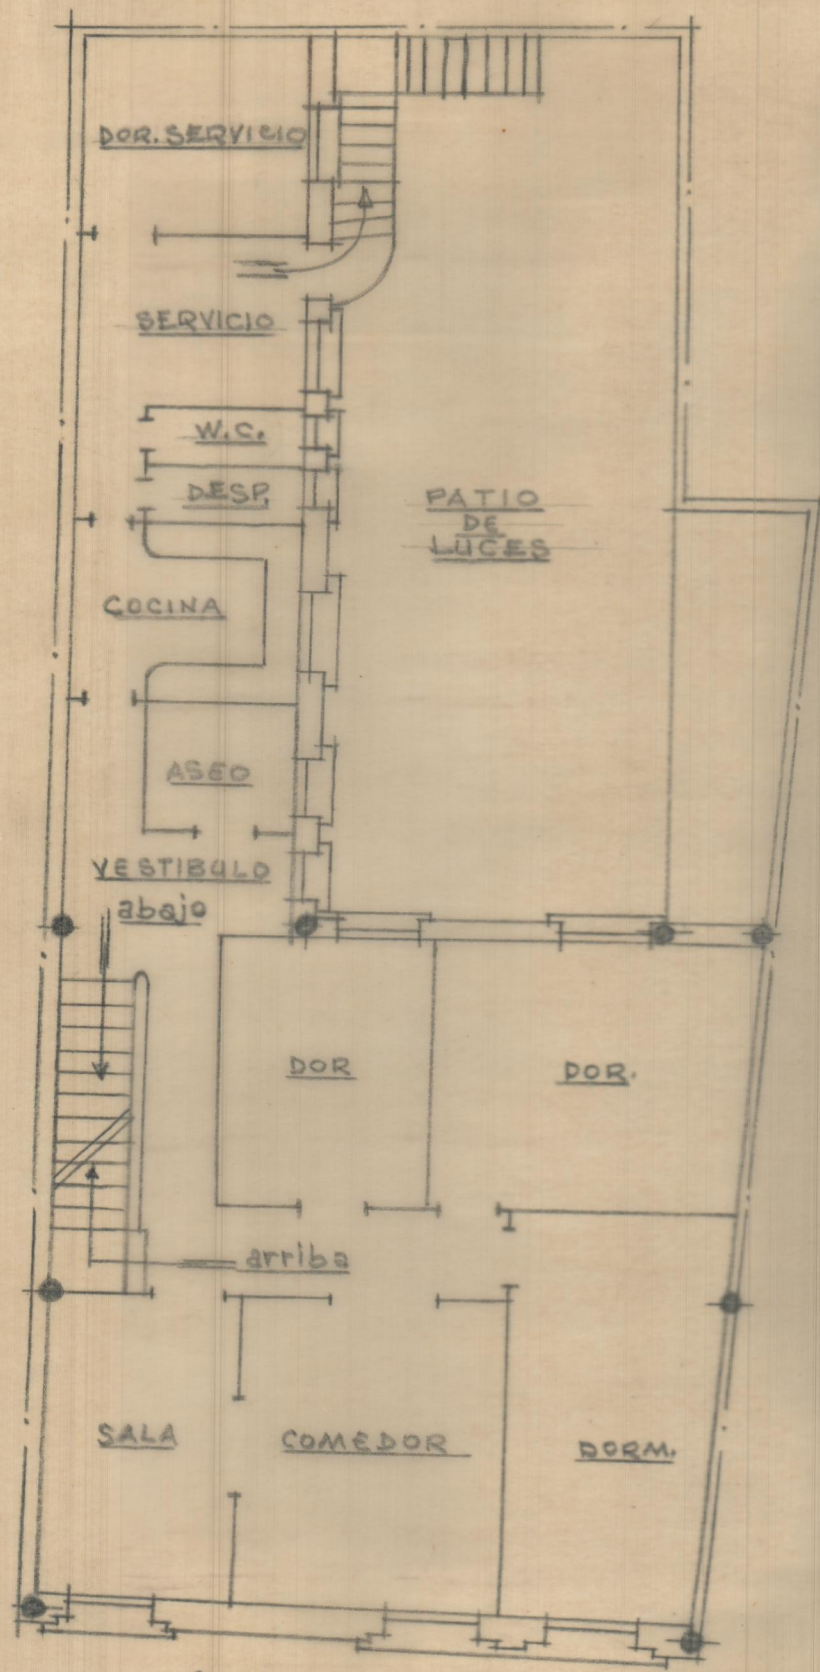 DOR. SERVICIO
SERVICIO
W.C.
DESP.
PATIO
DE
LUCES
COCINA
ASEO
VESTIBULO
abajo
DOR
DOR.
arriba
SALA
COMEDOR
DORM.